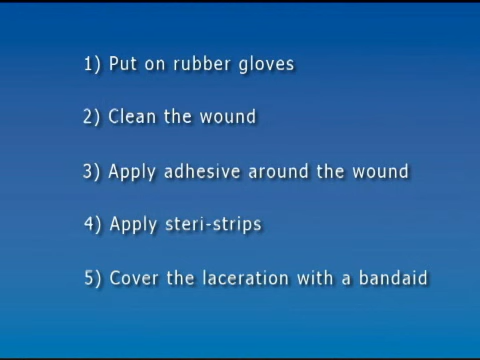 1) Put on rubber gloves
2) Clean the wound
3) Apply adhesive around the wound
4) Apply steri-strips
5) Cover the laceration with a bandaid